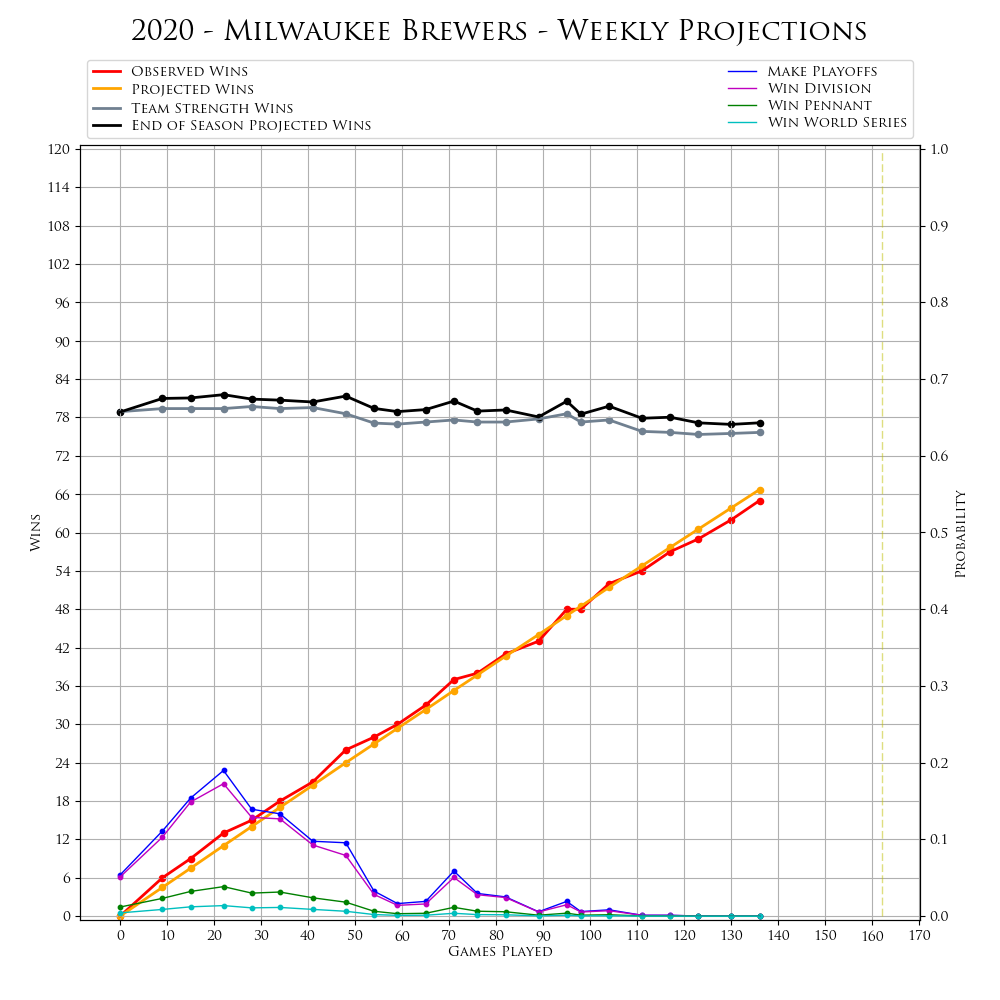 2020 - Milwaukee Brewers - Weekly Projections
Observed Wins
Projected Wins
Team Strength Wins
End of Season Projected Wins
Make Playoffs
Win Division
Win Pennant
Win World Series
120
114
108
102
96
90
84
78
72
66
60
54
48
42
36
30
24
18
12
6
0
Wins
1.0
0.9
0.8
0.7
0.6
0.5
0.4
0.3
0.2
0.1
0.0
Probability
0 10 20 30 40 50 60 70 80 90 100 110 120 130 140 150 160 170
Games Played